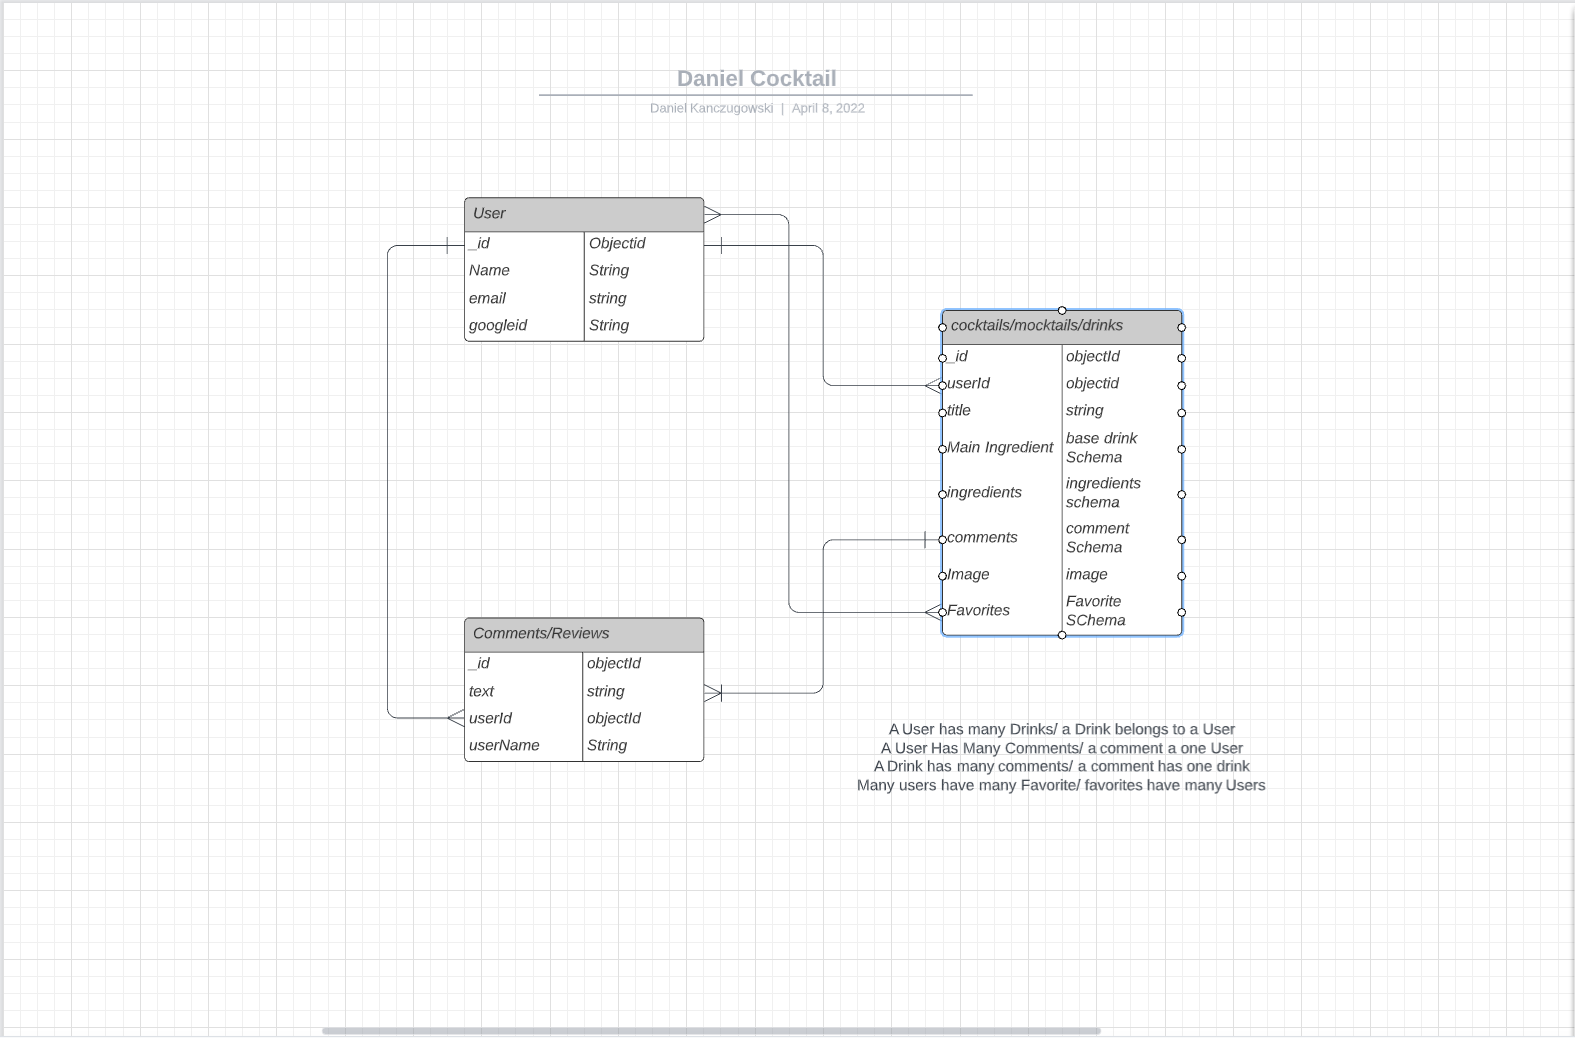 Daniel Cocktail
Daniel Kanczugowski | April 8, 2022
User
_id Objectid
Name String
email string
googleid String
cocktails/mocktails/drinks
_id objectId
userId objectid
title string
Main Ingredient base drink
Schema
ingredients ingredients
schema
comments comment
Schema
Image image
Favorites Favorite
SChema
Comments/Reviews
_id objectId
text string
userId objectId
userName String
A User has many Drinks/ a Drink belongs to a User
A User Has Many Comments/ a comment a one User
A Drink has many comments/ a comment has one drink
Many users have many Favorite/ favorites have many Users